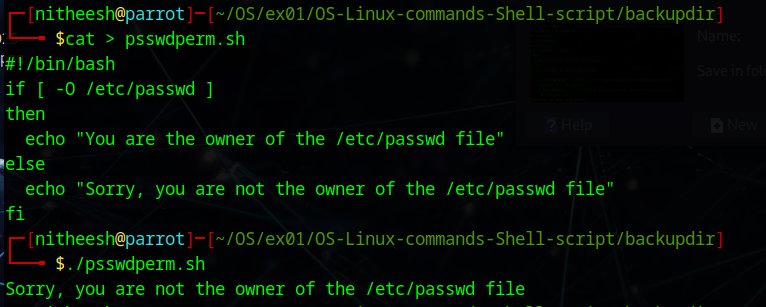 ┌─[nitheesh@parrot]─[~/OS/ex01/OS-Linux-commands-Shell-script/backupdir]
└──╼ $cat > psswdperm.sh
#!/bin/bash
if [ -O /etc/passwd ]
then
  echo "You are the owner of the /etc/passwd file"
else
  echo "Sorry, you are not the owner of the /etc/passwd file"
fi
┌─[nitheesh@parrot]─[~/OS/ex01/OS-Linux-commands-Shell-script/backupdir]
└──╼ $./psswdperm.sh
Sorry, you are not the owner of the /etc/passwd file
Name:
Save in fol
Help
New